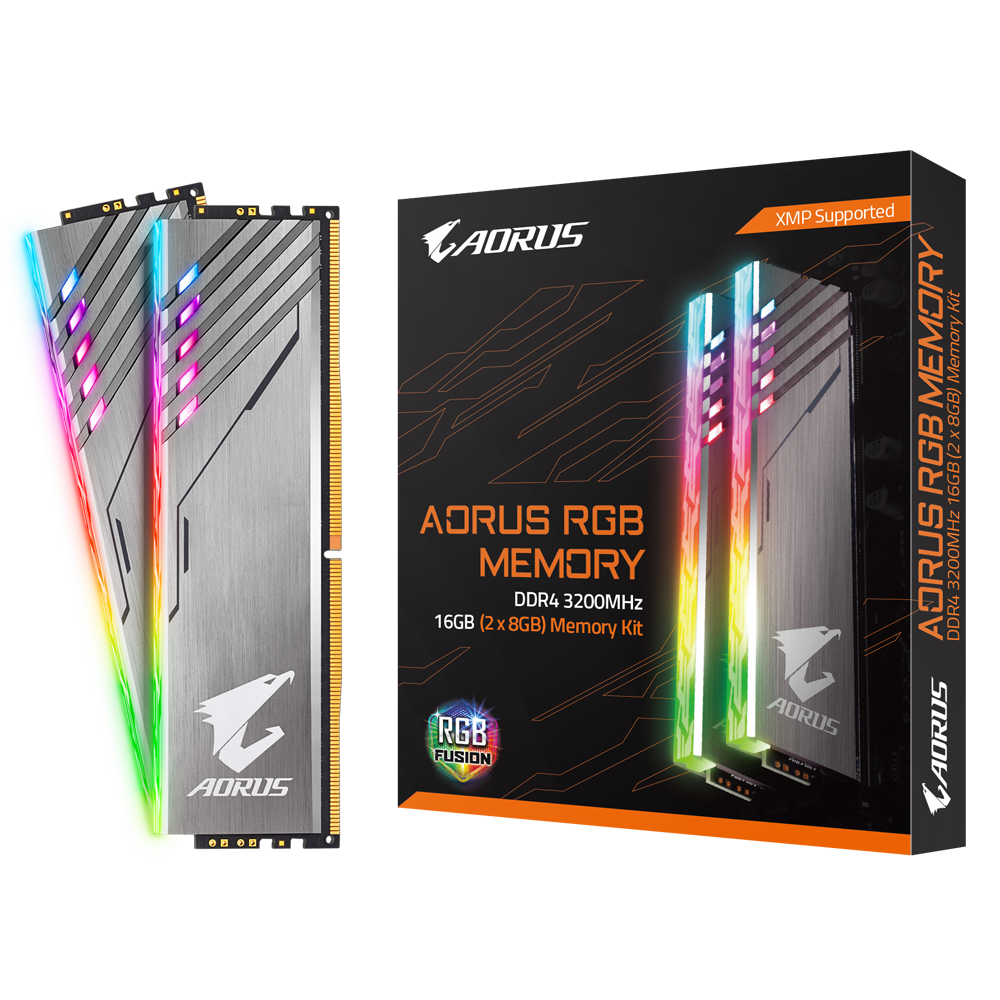 AORUS
AORUS
XMP Supported
AORUS RGB
MEMORY
DDR4 3200MHz
16GB (2 x 8GB) Memory Kit
RGB
FUSION
AORUS
AORUS RGB MEMORY
DDR4 3200MHz 16GB (2 x 8GB) Memory Kit
AORUS